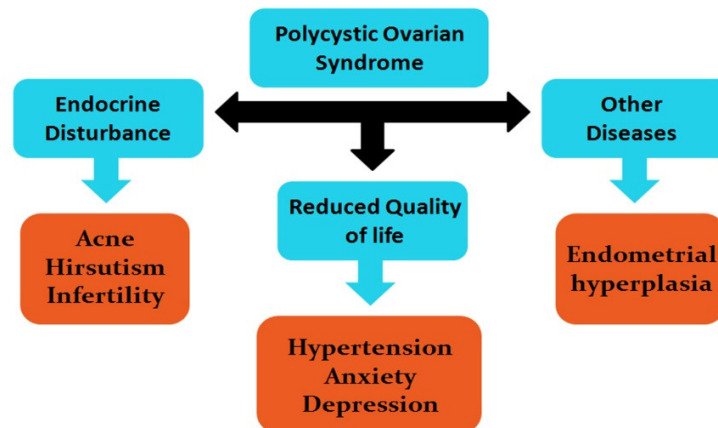 Polycystic Ovarian
Syndrome
Endocrine
Disturbance
Other
Diseases
Reduced Quality
of life
Acne
Hirsutism
Infertility
Endometrial
hyperplasia
Hypertension
Anxiety
Depression